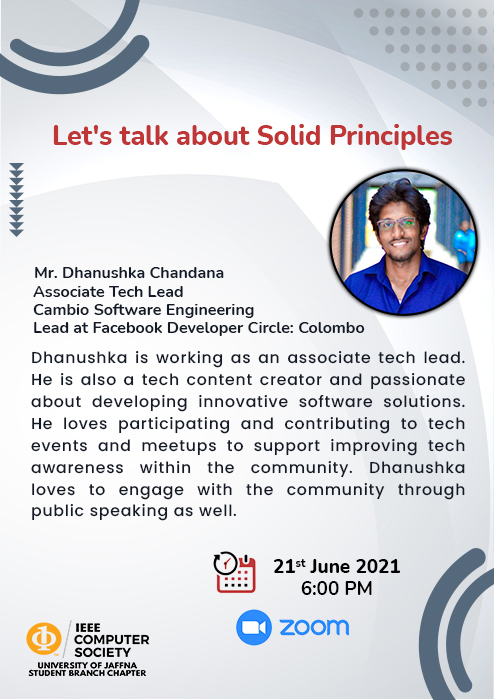 Let's talk about Solid Principles
Mr. Dhanushka Chandana
Associate Tech Lead
Cambio Software Engineering
Lead at Facebook Developer Circle: Colombo
Dhanushka is working as an associate tech lead.
He is also a tech content creator and passionate
about developing innovative software solutions.
He loves participating and contributing to tech
events and meetups to support improving tech
awareness within the community. Dhanushka
loves to engage with the community through
public speaking as well.
21st June 2021
6:00 PM
zoom
IEEE
COMPUTER
SOCIETY
UNIVERSITY OF JAFFNA
STUDENT BRANCH CHAPTER